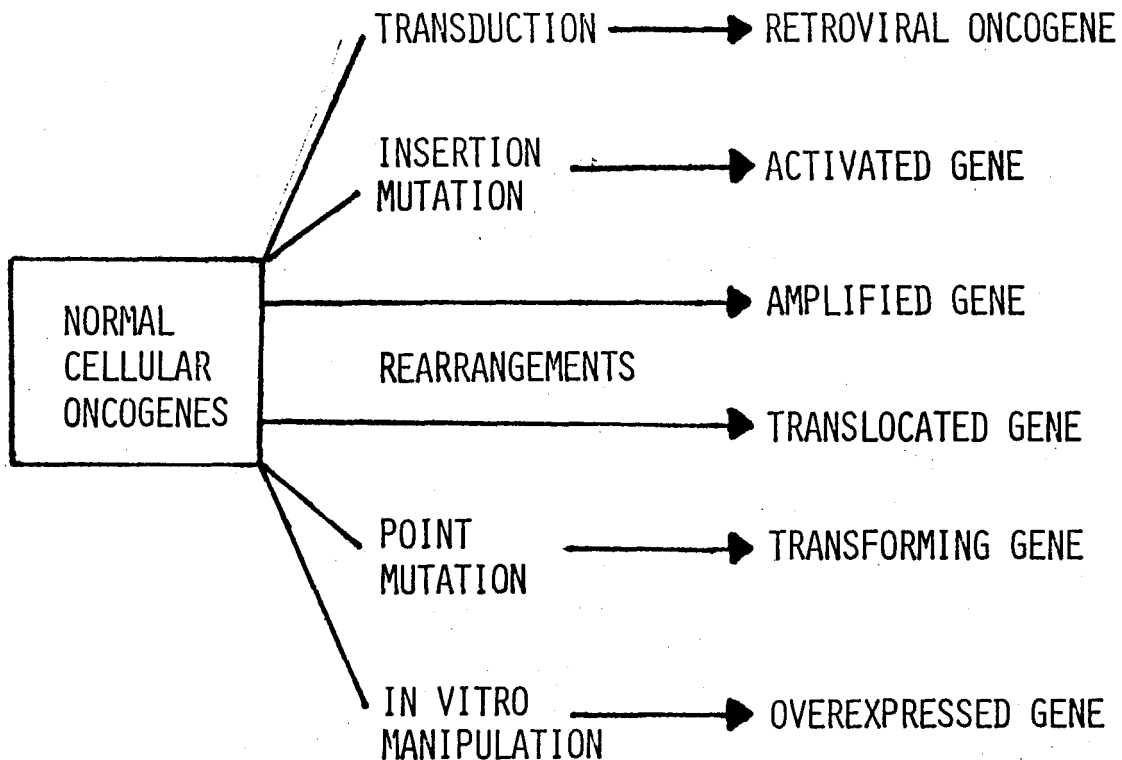 TRANSDUCTION
RETROVIRAL ONCOGENE
INSERTION
MUTATION
ACTIVATED GENE
AMPLIFIED GENE
NORMAL
CELLULAR
ONCOGENES
REARRANGEMENTS
TRANSLOCATED GENE
POINT
MUTATION
TRANSFORMING GENE
IN VITRO
MANIPULATION
OVEREXPRESSED GENE